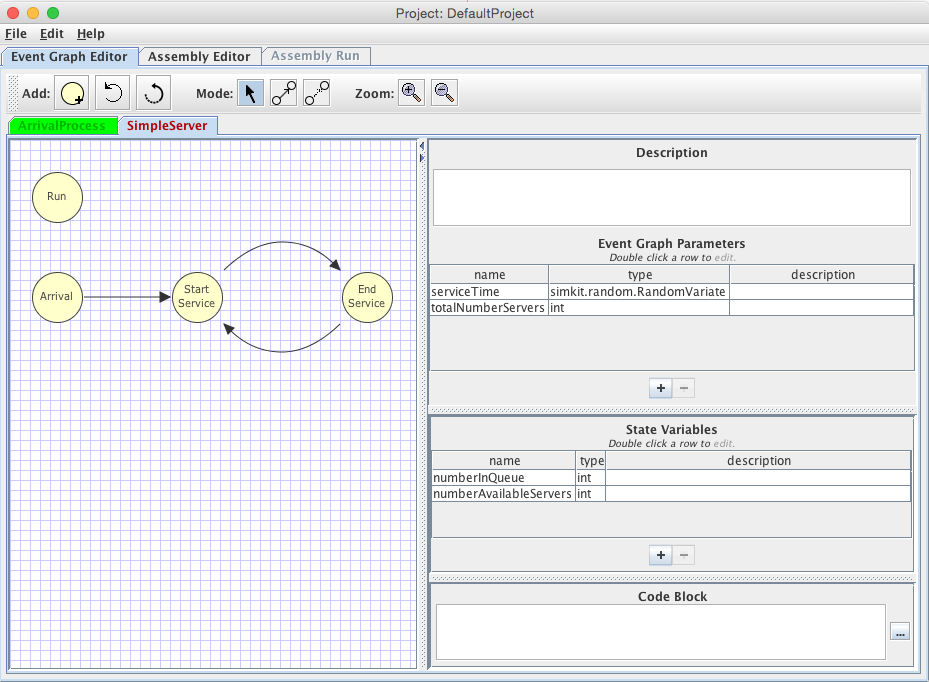 Project: DefaultProject
File Edit Help
Event Graph Editor Assembly Editor Assembly Run
Add: Mode: Zoom:
ArrivalProcess SimpleServer
Run
Arrival
Start
Service
End
Service
Description
Event Graph Parameters
Double click a row to edit.
name type description
serviceTime simkit.random.RandomVariate
totalNumberServers int
+ −
State Variables
Double click a row to edit.
name type description
numberInQueue int
numberAvailableServers int
+ −
Code Block
...